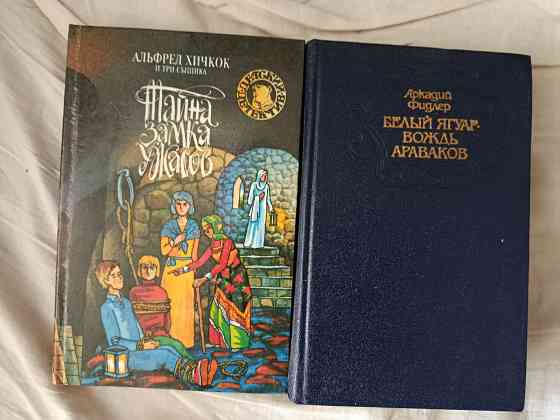 АЛЬФРЕД ХИЧКОК
И ТРИ СЫЩИКА
Тайна
замка
ужасов
Аркадий
Фидлер
БЕЛЫЙ ЯГУАР-
ВОЖДЬ
АРАВАКОВ